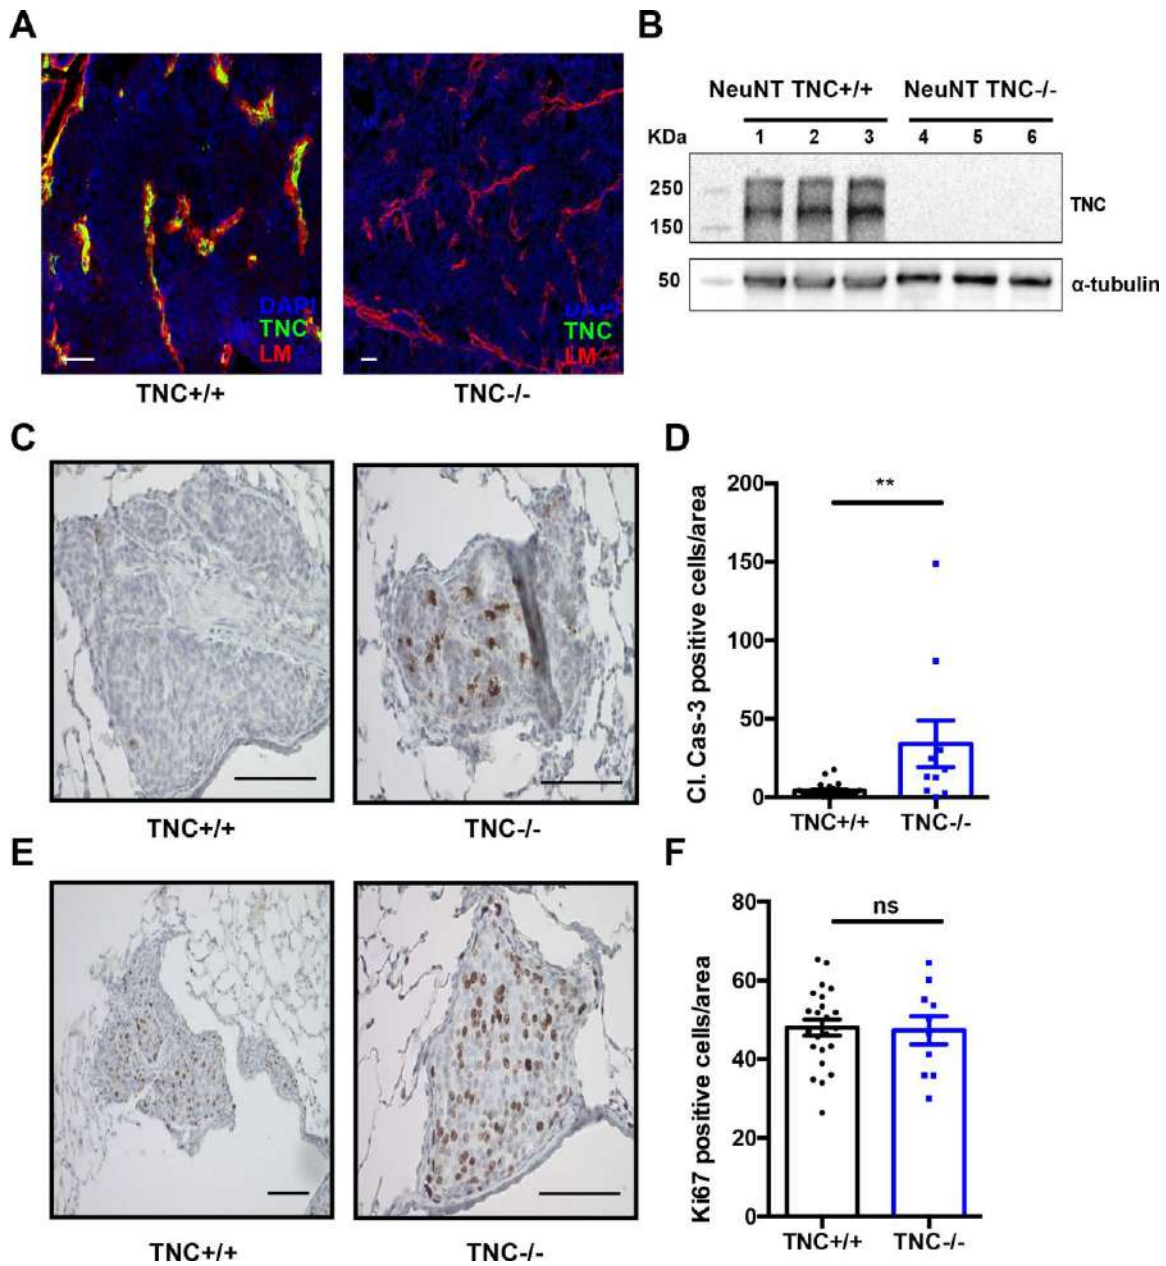 A
DAPI
TNC
LM
TNC+/+
DAPI
TNC
LM
TNC-/-
B
NeuNT TNC+/+ NeuNT TNC-/-
KDa 1 2 3 4 5 6
250
150
TNC
50
α-tubulin
C
TNC+/+
TNC-/-
D
Cl. Cas-3 positive cells/area
200
150
100
50
0
**
TNC+/+ TNC-/-
E
TNC+/+
TNC-/-
F
Ki67 positive cells/area
80
60
40
20
0
ns
TNC+/+ TNC-/-